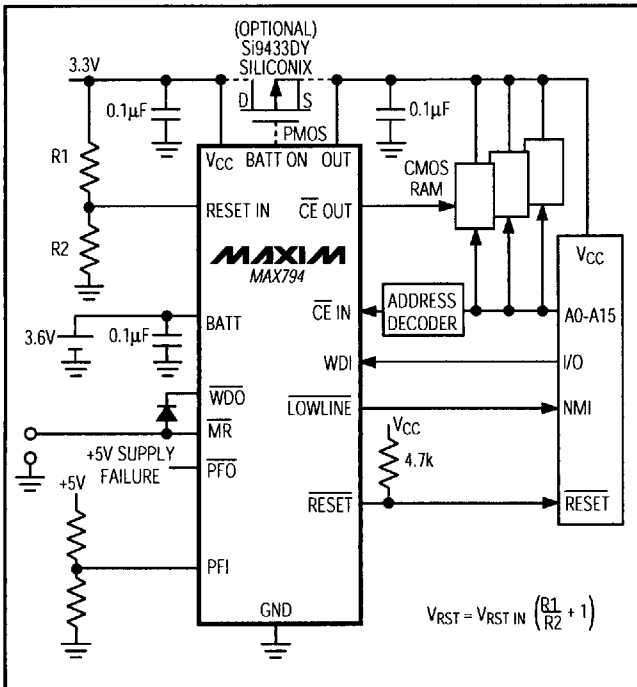 (OPTIONAL)
Si9433DY
SILICONIX
3.3V
0.1µF
D
S
0.1µF
PMOS
R1
VCC
BATT ON
OUT
CMOS
RAM
RESET IN
CE OUT
R2
MAXIM
MAX794
VCC
BATT
CE IN
ADDRESS
DECODER
A0-A15
3.6V
0.1µF
WDI
I/O
WDO
LOWLINE
NMI
MR
VCC
+5V SUPPLY
FAILURE
PFO
4.7k
+5V
RESET
RESET
PFI
GND
VRST = VRST IN (R1/R2 + 1)